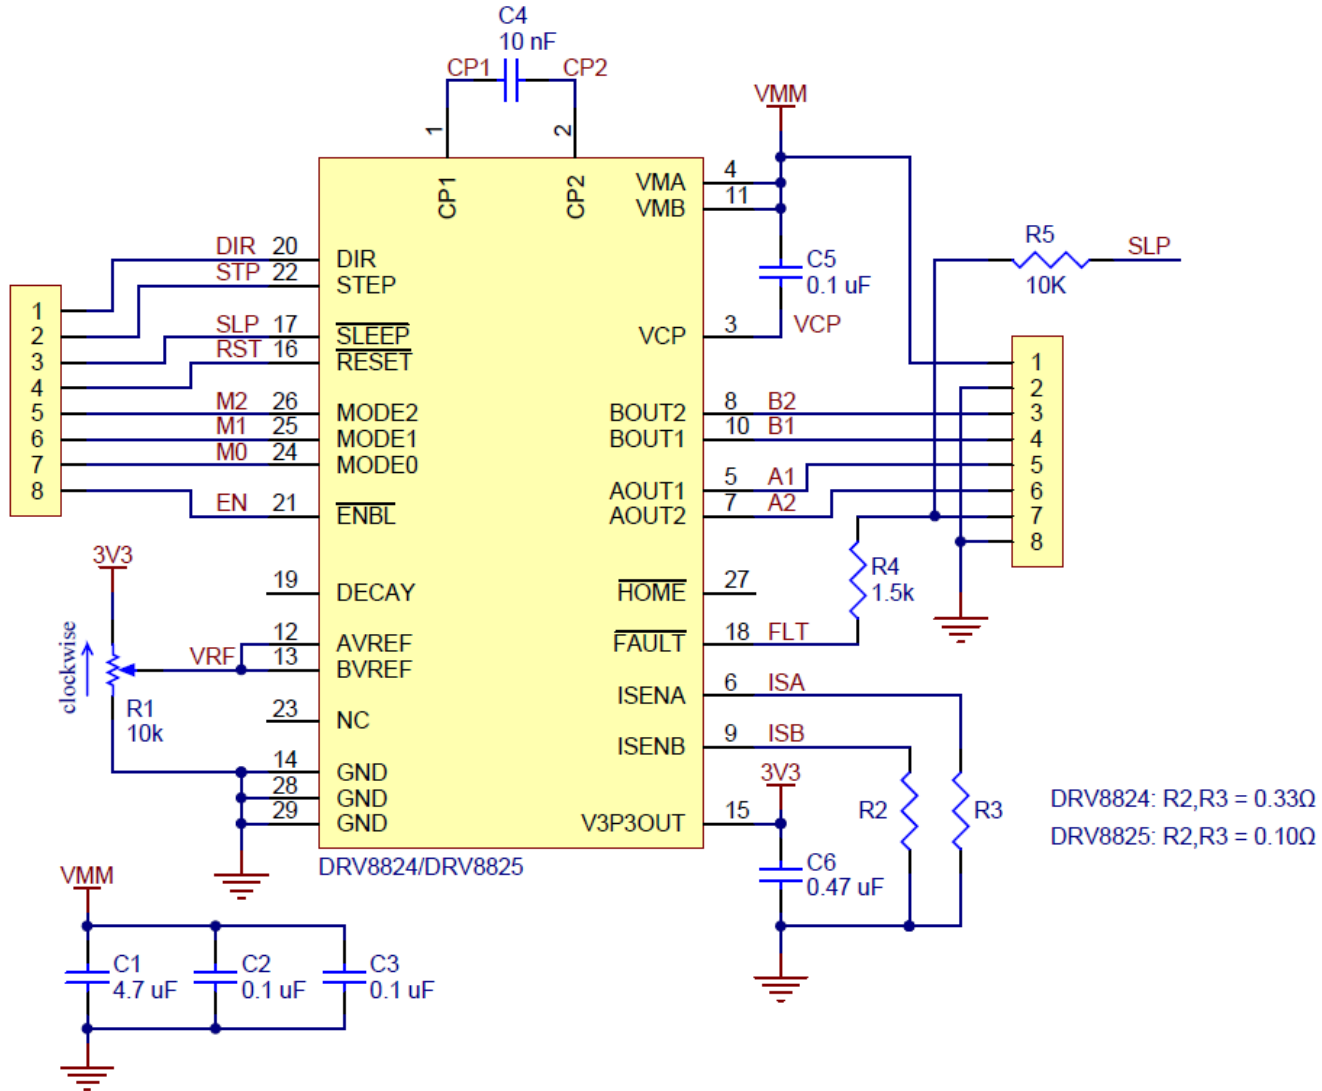 C4
10 nF
CP1
CP2
1
2
VMM
CP1
CP2
VMA
4
VMB
11
DIR
20
DIR
STP
22
STEP
C5
0.1 uF
R5
10K
SLP
1
2
3
4
5
6
7
8
SLP
17
SLEEP
RST
16
RESET
VCP
3
VCP
M2
26
MODE2
M1
25
MODE1
M0
24
MODE0
BOUT2
8
B2
BOUT1
10
B1
1
2
3
4
5
6
7
8
EN
21
ENBL
AOUT1
5
A1
AOUT2
7
A2
3V3
19
DECAY
HOME
27
R4
1.5k
clockwise
VRF
12
AVREF
13
BVREF
FAULT
18
FLT
R1
10k
23
NC
ISENA
6
ISA
ISENB
9
ISB
14
GND
28
GND
29
GND
3V3
V3P3OUT
15
R2
R3
DRV8824: R2,R3 = 0.33Ω
DRV8825: R2,R3 = 0.10Ω
DRV8824/DRV8825
C6
0.47 uF
VMM
C1
4.7 uF
C2
0.1 uF
C3
0.1 uF